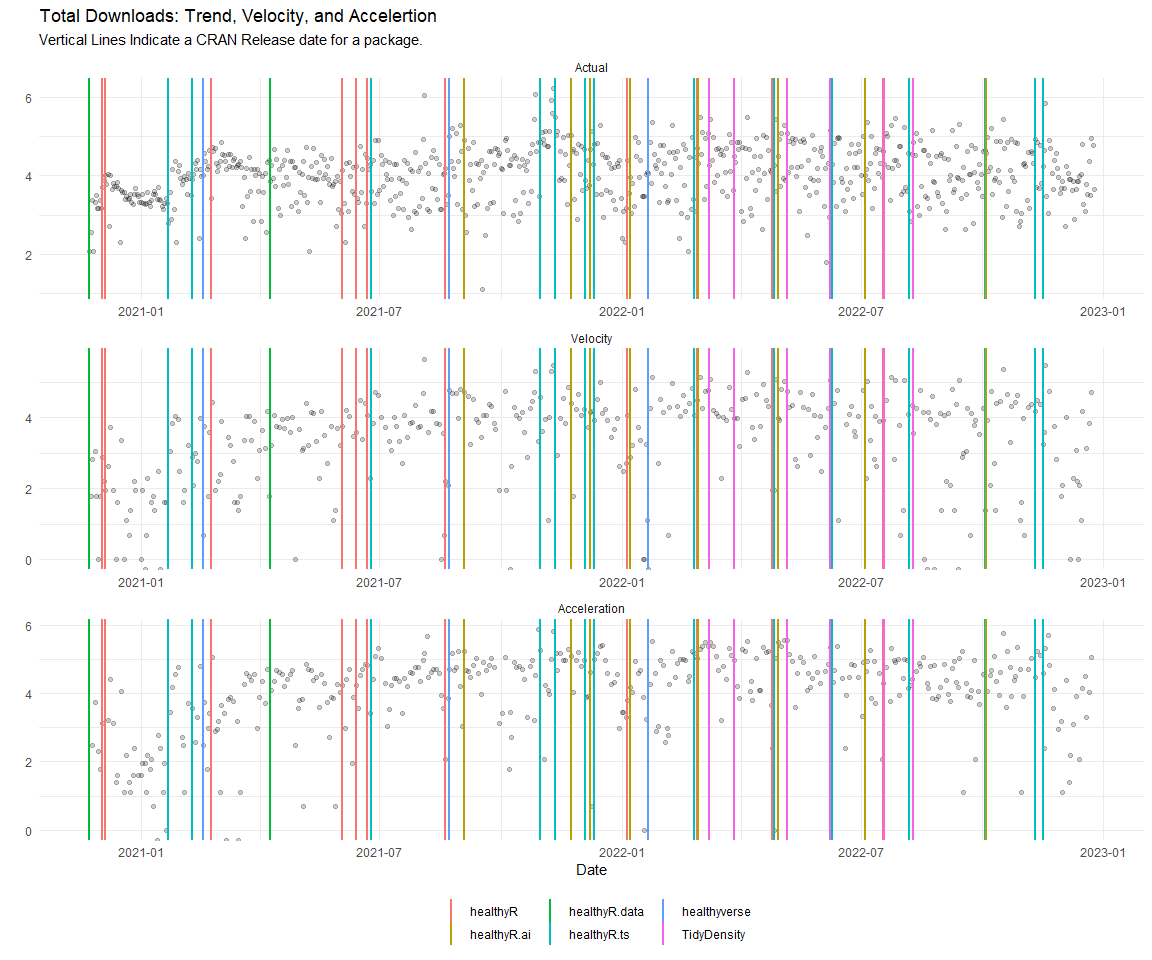 Total Downloads: Trend, Velocity, and Accelertion
Vertical Lines Indicate a CRAN Release date for a package.
Actual
6
4
2
2021-01 2021-07 2022-01 2022-07 2023-01
Velocity
4
2
0
2021-01 2021-07 2022-01 2022-07 2023-01
Acceleration
6
4
2
0
2021-01 2021-07 2022-01 2022-07 2023-01
Date
healthyR healthyR.data healthyverse
healthyR.ai healthyR.ts TidyDensity